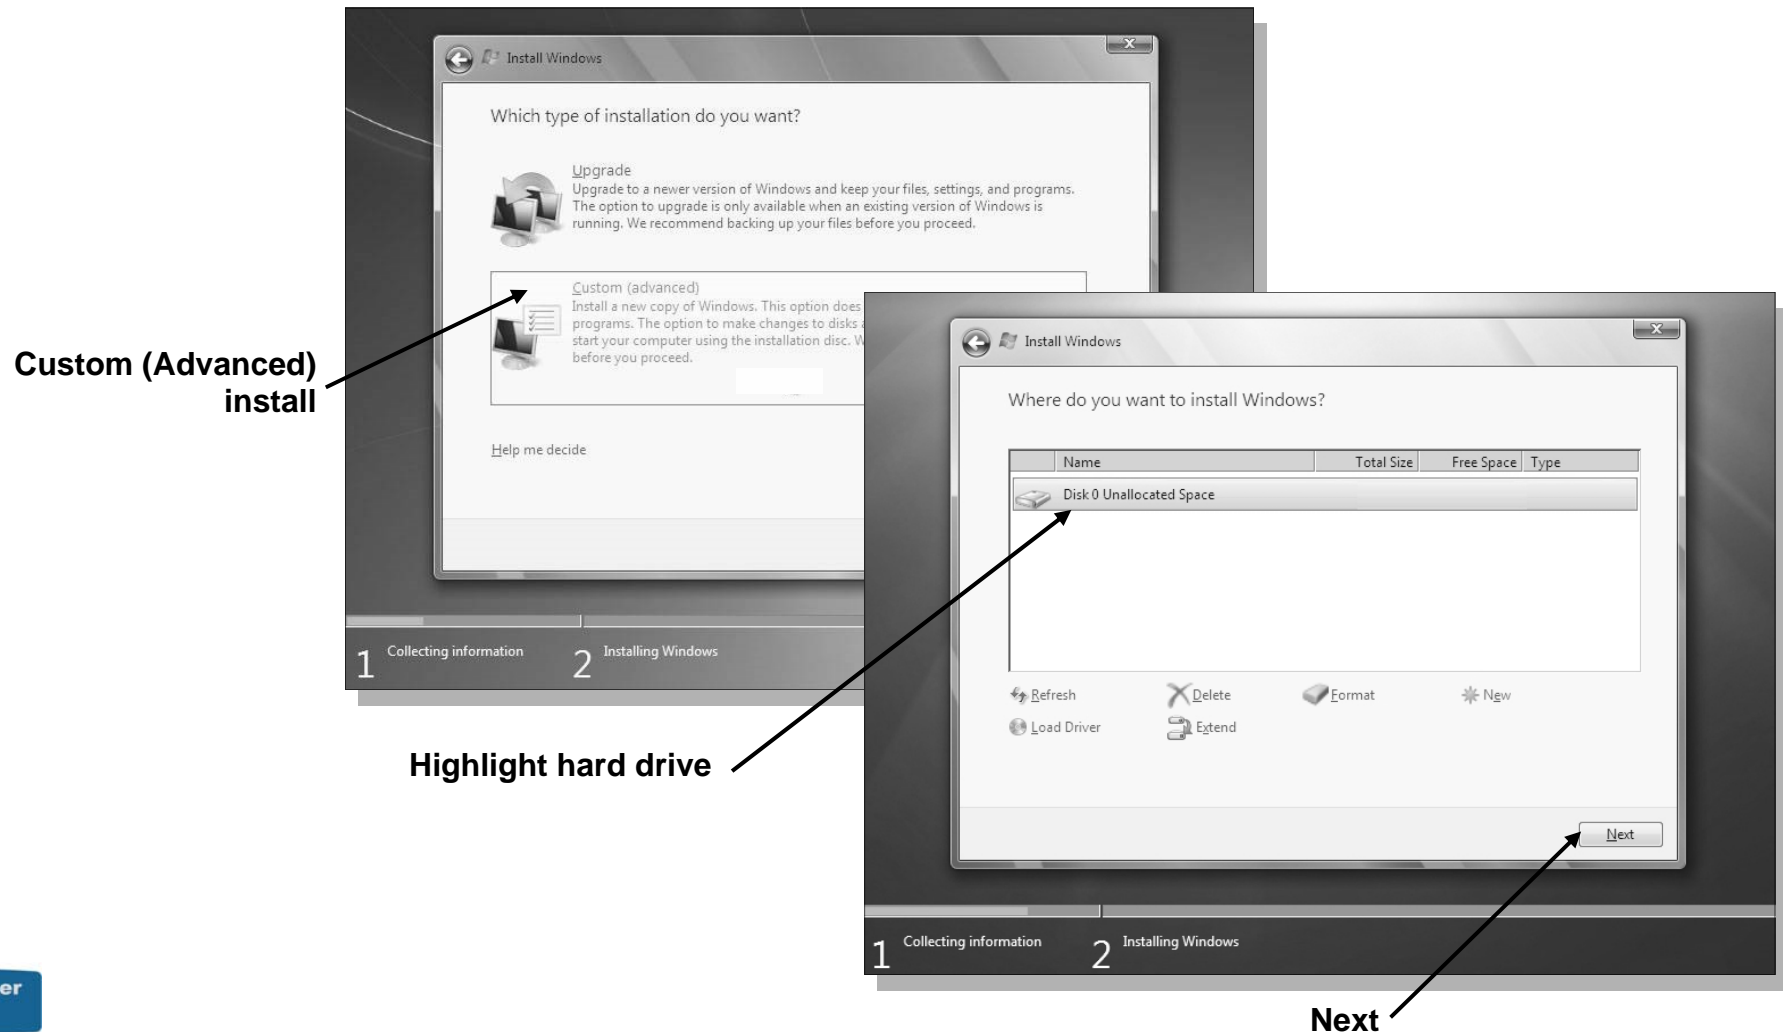 Install Windows
Which type of installation do you want?
Upgrade
Upgrade to a newer version of Windows and keep your files, settings, and programs.
The option to upgrade is only available when an existing version of Windows is
running. We recommend backing up your files before you proceed.
Custom (advanced)
Install a new copy of Windows. This option does
programs. The option to make changes to disks
start your computer using the installation disc.
before you proceed.
Help me decide
1 Collecting information
2 Installing Windows
Custom (Advanced)
install
Install Windows
Where do you want to install Windows?
Name Total Size Free Space Type
Disk 0 Unallocated Space
Refresh Delete Format New
Load Driver Extend
Next
1 Collecting information
2 Installing Windows
Highlight hard drive
Next
er